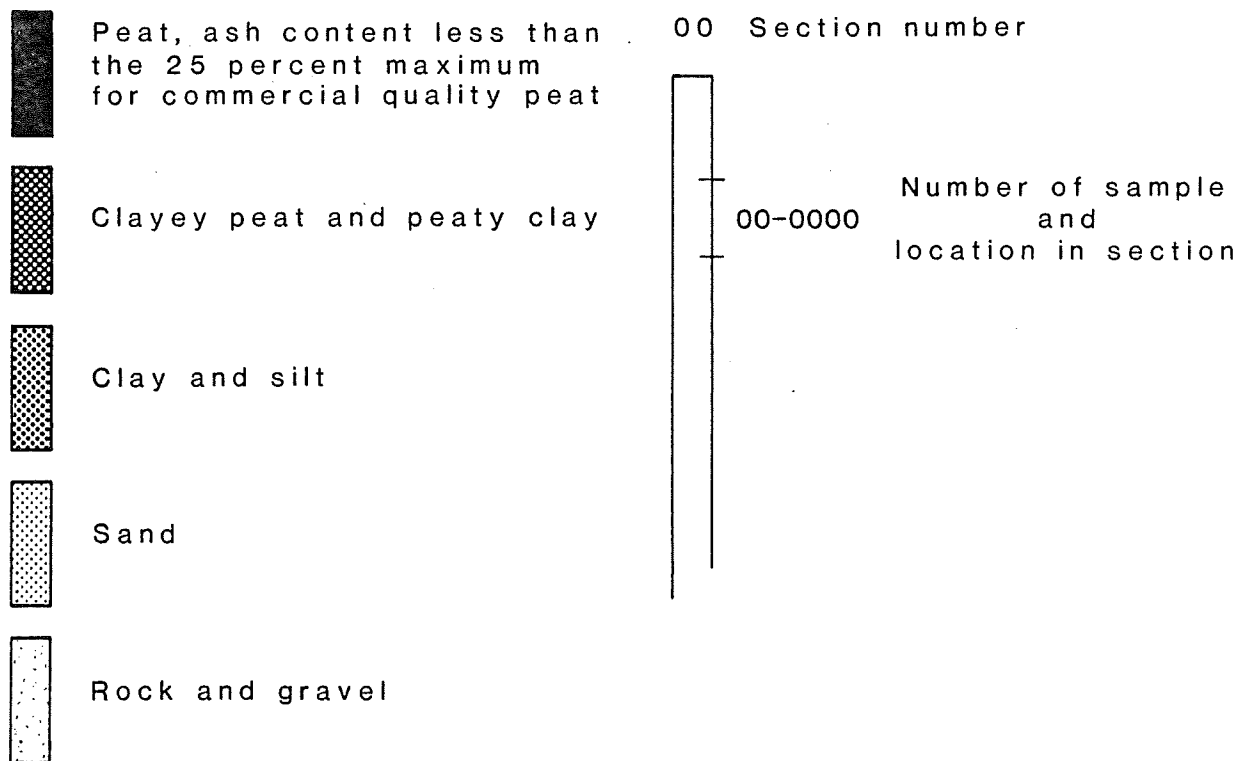 Peat, ash content less than
the 25 percent maximum
for commercial quality peat
Clayey peat and peaty clay
Clay and silt
Sand
Rock and gravel
00 Section number
00-0000
Number of sample
and
location in section